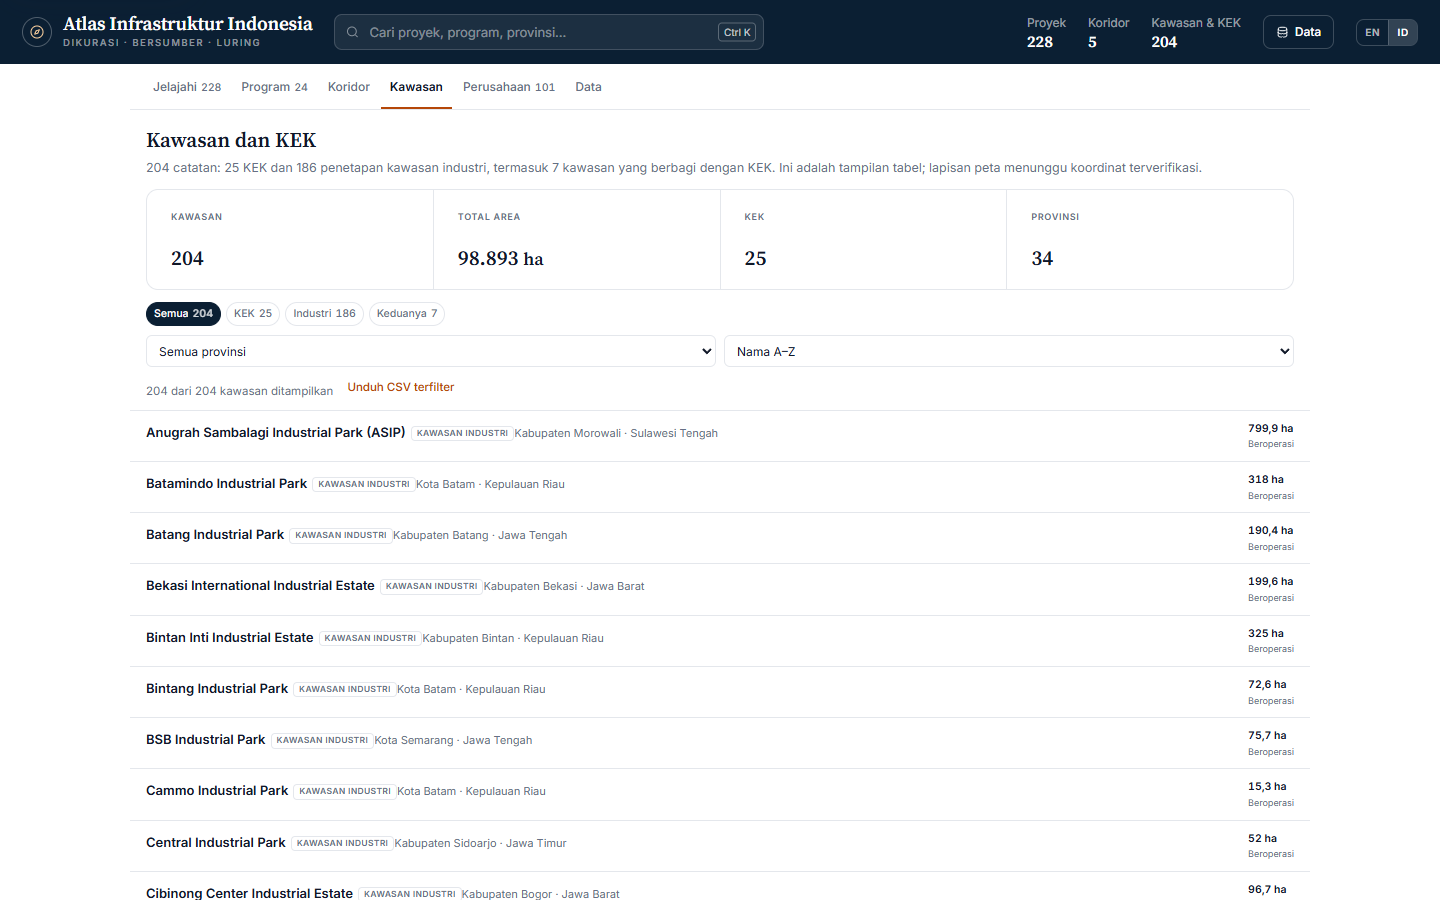 Atlas Infrastruktur Indonesia
DIKURASI · BERSUMBER · LURING
Cari proyek, program, provinsi...
Ctrl K
Proyek
228
Koridor
5
Kawasan & KEK
204
Data
EN
ID
Jelajahi 228
Program 24
Koridor
Kawasan
Perusahaan 101
Data
Kawasan dan KEK
204 catatan: 25 KEK dan 186 penetapan kawasan industri, termasuk 7 kawasan yang berbagi dengan KEK. Ini adalah tampilan tabel; lapisan peta menunggu koordinat terverifikasi.
KAWASAN
204
TOTAL AREA
98.893 ha
KEK
25
PROVINSI
34
Semua 204
KEK 25
Industri 186
Keduanya 7
Semua provinsi
Nama A–Z
204 dari 204 kawasan ditampilkan
Unduh CSV terfilter
Anugrah Sambalagi Industrial Park (ASIP) KAWASAN INDUSTRI Kabupaten Morowali · Sulawesi Tengah
799,9 ha
Beroperasi
Batamindo Industrial Park KAWASAN INDUSTRI Kota Batam · Kepulauan Riau
318 ha
Beroperasi
Batang Industrial Park KAWASAN INDUSTRI Kabupaten Batang · Jawa Tengah
190,4 ha
Beroperasi
Bekasi International Industrial Estate KAWASAN INDUSTRI Kabupaten Bekasi · Jawa Barat
199,6 ha
Beroperasi
Bintan Inti Industrial Estate KAWASAN INDUSTRI Kabupaten Bintan · Kepulauan Riau
325 ha
Beroperasi
Bintang Industrial Park KAWASAN INDUSTRI Kota Batam · Kepulauan Riau
72,6 ha
Beroperasi
BSB Industrial Park KAWASAN INDUSTRI Kota Semarang · Jawa Tengah
75,7 ha
Beroperasi
Cammo Industrial Park KAWASAN INDUSTRI Kota Batam · Kepulauan Riau
15,3 ha
Beroperasi
Central Industrial Park KAWASAN INDUSTRI Kabupaten Sidoarjo · Jawa Timur
52 ha
Beroperasi
Cibinong Center Industrial Estate KAWASAN INDUSTRI Kabupaten Bogor · Jawa Barat
96,7 ha